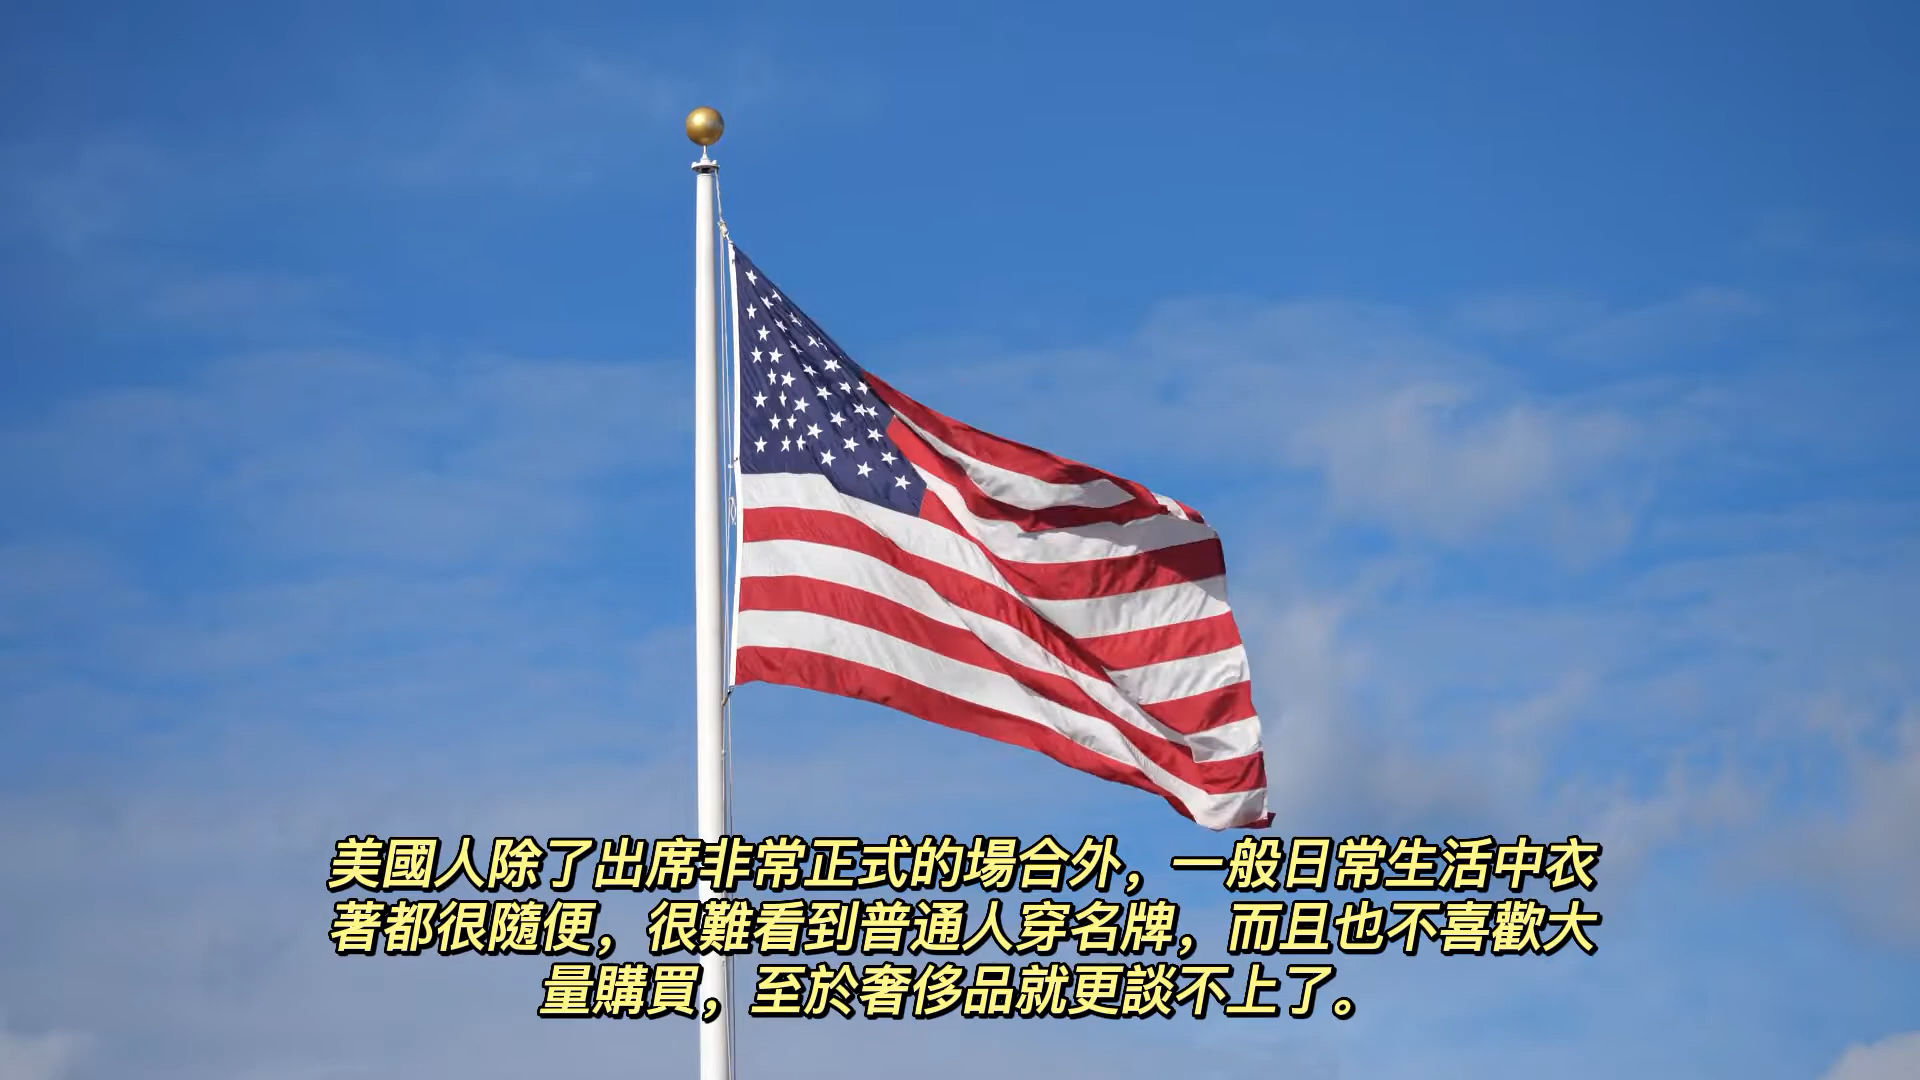 美國人除了出席非常正式的場合外，一般日常生活中衣
著都很隨便，很難看到普通人穿名牌，而且也不喜歡大
量購買，至於奢侈品就更談不上了。